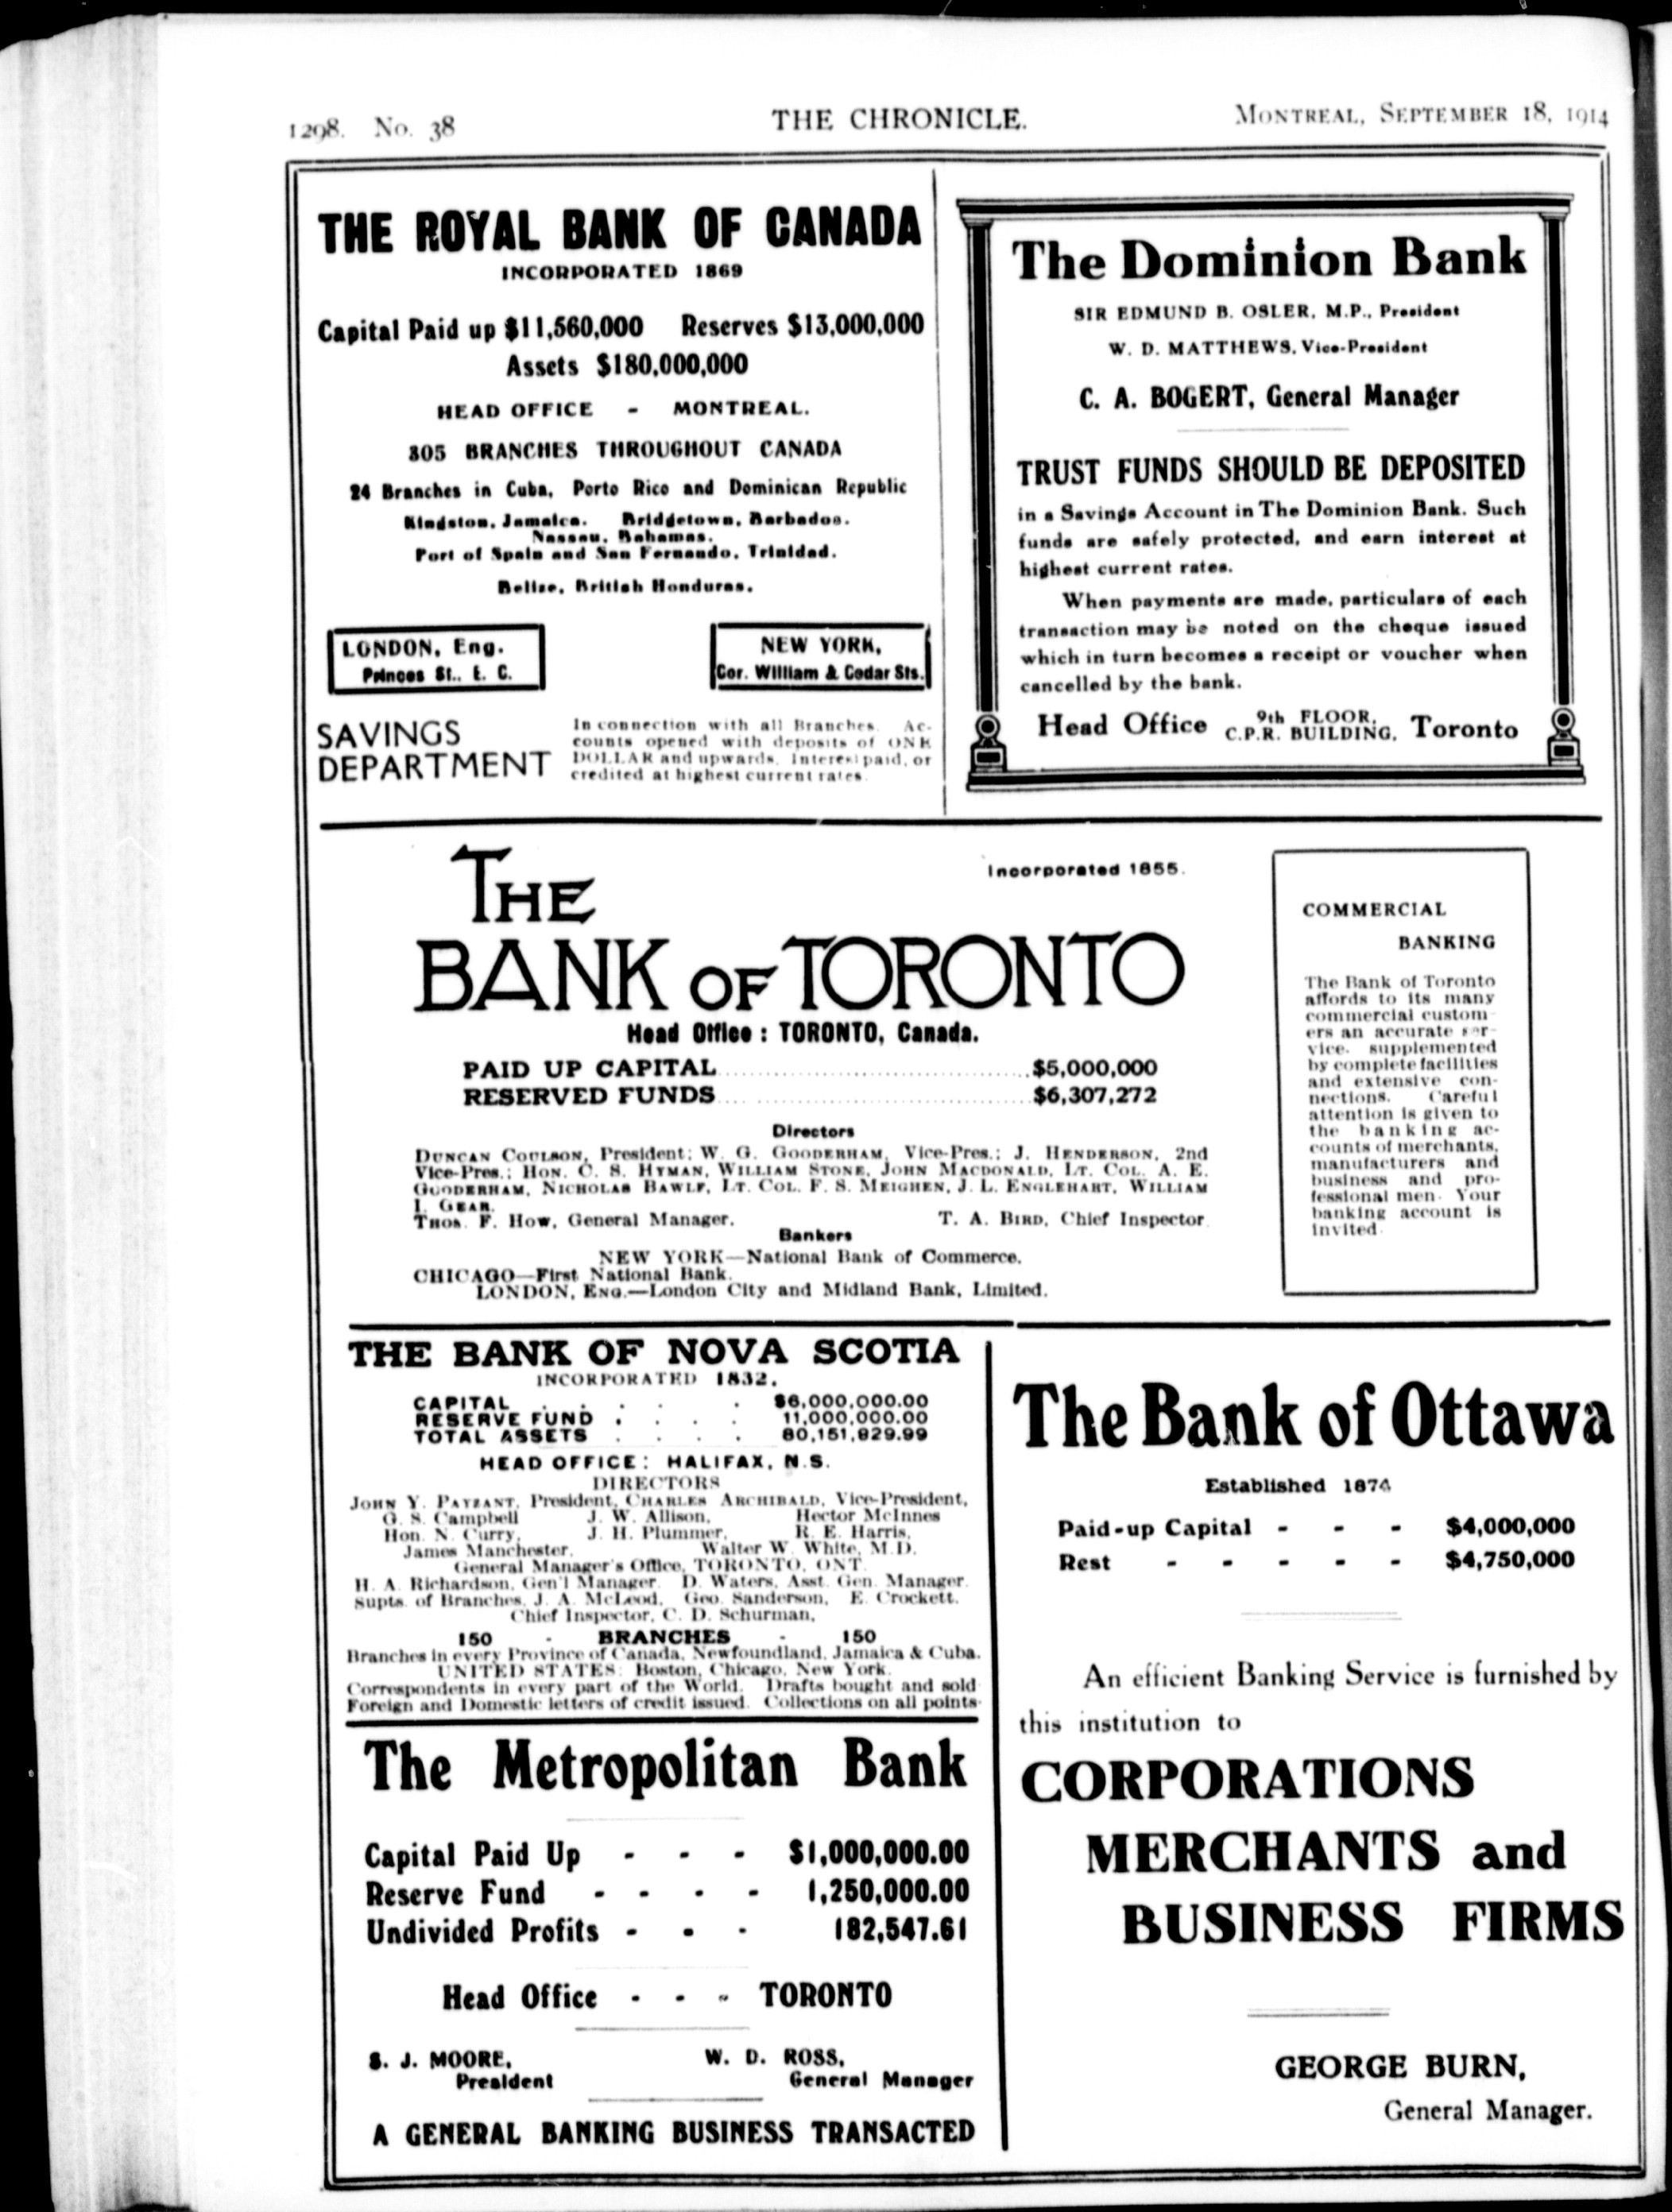 1298. No. 38
THE CHRONICLE.
MONTREAL, SEPTEMBER 18, 1914
THE ROYAL BANK OF CANADA
INCORPORATED 1869
Capital Paid up $11,560,000 Reserves $13,000,000
Assets $180,000,000
HEAD OFFICE - MONTREAL.
305 BRANCHES THROUGHOUT CANADA
24 Branches in Cuba, Porto Rico and Dominican Republic
Kingston, Jamaica. Bridgetown, Barbados.
Nassau, Bahamas.
Port of Spain and San Fernando, Trinidad.
Belize, British Honduras.
LONDON, Eng.
Princes St., E. C.
NEW YORK,
Cor. William & Cedar Sts.
SAVINGS
DEPARTMENT
In connection with all Branches. Ac-
counts opened with deposits of ONE
DOLLAR and upwards. Interest paid, or
credited at highest current rates.
The Dominion Bank
SIR EDMUND B. OSLER, M.P., President
W. D. MATTHEWS, Vice-President
C. A. BOGERT, General Manager
TRUST FUNDS SHOULD BE DEPOSITED
in a Savings Account in The Dominion Bank. Such
funds are safely protected, and earn interest at
highest current rates.
When payments are made, particulars of each
transaction may be noted on the cheque issued
which in turn becomes a receipt or voucher when
cancelled by the bank.
Head Office 9th FLOOR, C.P.R. BUILDING, Toronto
THE
Incorporated 1855.
BANK OF TORONTO
Head Office : TORONTO, Canada.
PAID UP CAPITAL $5,000,000
RESERVED FUNDS $6,307,272
Directors
DUNCAN COULSON, President; W. G. GOODERHAM, Vice-Pres.; J. HENDERSON, 2nd
Vice-Pres.; HON. C. S. HYMAN, WILLIAM STONE, JOHN MACDONALD, LT. COL. A. E.
GOODERHAM, NICHOLAS BAWLF, LT. COL. F. S. MEIGHEN, J. L. ENGLEHART, WILLIAM
I. GEAR.
THOS. F. HOW, General Manager. T. A. BIRD, Chief Inspector
Bankers
NEW YORK—National Bank of Commerce.
CHICAGO—First National Bank.
LONDON, ENG.—London City and Midland Bank, Limited.
COMMERCIAL
BANKING
The Bank of Toronto
affords to its many
commercial custom-
ers an accurate ser-
vice. supplemented
by complete facilities
and extensive con-
nections. Careful
attention is given to
the banking ac-
counts of merchants,
manufacturers and
business and pro-
fessional men. Your
banking account is
invited.
THE BANK OF NOVA SCOTIA
INCORPORATED 1832.
CAPITAL . . . . . $6,000,000.00
RESERVE FUND . . . . 11,000,000.00
TOTAL ASSETS . . . . 80,151,829.99
HEAD OFFICE: HALIFAX, N.S.
DIRECTORS
JOHN Y. PAYZANT, President, CHARLES ARCHIBALD, Vice-President,
G. S. Campbell J. W. Allison, Hector McInnes
Hon. N. Curry, J. H. Plummer, R. E. Harris,
James Manchester, Walter W. White, M.D.
General Manager's Office, TORONTO, ONT.
H. A. Richardson, Gen'l Manager. D. Waters, Asst. Gen. Manager.
Supts. of Branches, J. A. McLeod, Geo. Sanderson, E. Crockett.
Chief Inspector, C. D. Schurman,
150 - BRANCHES - 150
Branches in every Province of Canada, Newfoundland, Jamaica & Cuba.
UNITED STATES: Boston, Chicago, New York.
Correspondents in every part of the World. Drafts bought and sold
Foreign and Domestic letters of credit issued. Collections on all points.
The Metropolitan Bank
Capital Paid Up - - - $1,000,000.00
Reserve Fund - - - - 1,250,000.00
Undivided Profits - - - 182,547.61
Head Office - - - TORONTO
S. J. MOORE,
President
W. D. ROSS,
General Manager
A GENERAL BANKING BUSINESS TRANSACTED
The Bank of Ottawa
Established 1874
Paid-up Capital - - - $4,000,000
Rest - - - - - $4,750,000
An efficient Banking Service is furnished by
this institution to
CORPORATIONS
MERCHANTS and
BUSINESS FIRMS
GEORGE BURN,
General Manager.